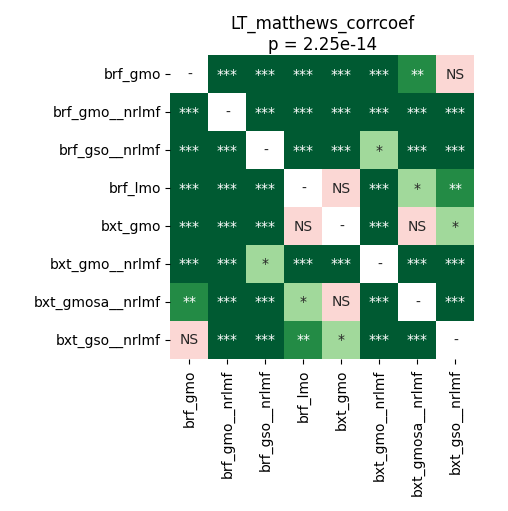 LT_matthews_corrcoef
p = 2.25e-14
brf_gmo - *** *** *** *** *** ** NS
brf_gmo__nrlmf *** - *** *** *** *** *** ***
brf_gso__nrlmf *** *** - *** *** * *** ***
brf_lmo *** *** *** - NS *** * **
bxt_gmo *** *** *** NS - *** NS *
bxt_gmo__nrlmf *** *** * *** *** - *** ***
bxt_gmosa__nrlmf ** *** *** * NS *** - ***
bxt_gso__nrlmf NS *** *** ** * *** *** -
brf_gmo
brf_gmo__nrlmf
brf_gso__nrlmf
brf_lmo
bxt_gmo
bxt_gmo__nrlmf
bxt_gmosa__nrlmf
bxt_gso__nrlmf